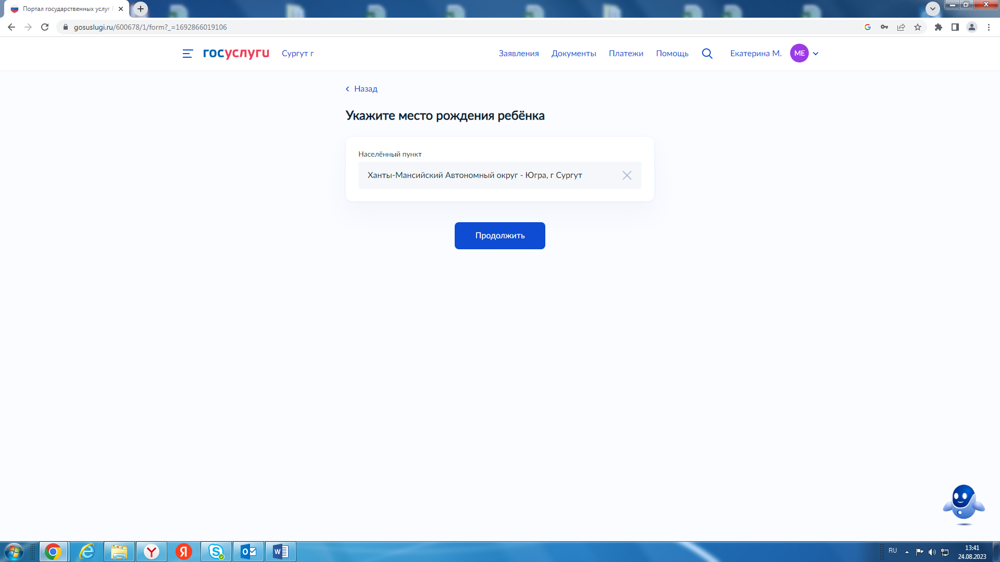 Портал государственных услуг
gosuslugi.ru/600678/1/form?_=1692866019106
госуслуги
Сургут г
Заявления
Документы
Платежи
Помощь
Екатерина М.
МЕ
Назад
Укажите место рождения ребёнка
Населённый пункт
Ханты-Мансийский Автономный округ - Югра, г Сургут
Продолжить
RU
13:41
24.08.2023